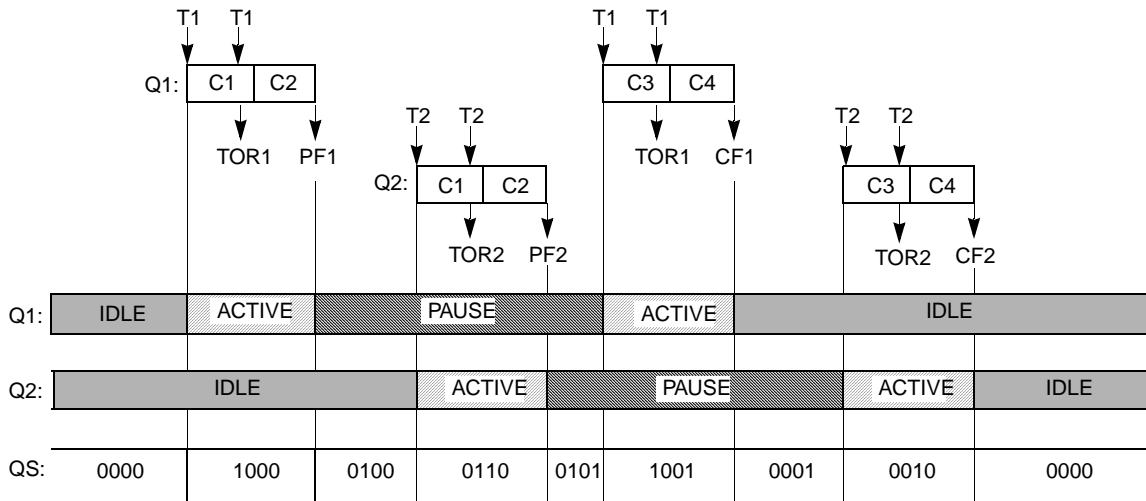 T1 T1 T1 T1
Q1: C1 C2 C3 C4
T2 T2 T2 T2
TOR1 PF1 TOR1 CF1
Q2: C1 C2 C3 C4
TOR2 PF2 TOR2 CF2
Q1: IDLE ACTIVE PAUSE ACTIVE IDLE
Q2: IDLE ACTIVE PAUSE ACTIVE IDLE
QS: 0000 1000 0100 0110 0101 1001 0001 0010 0000